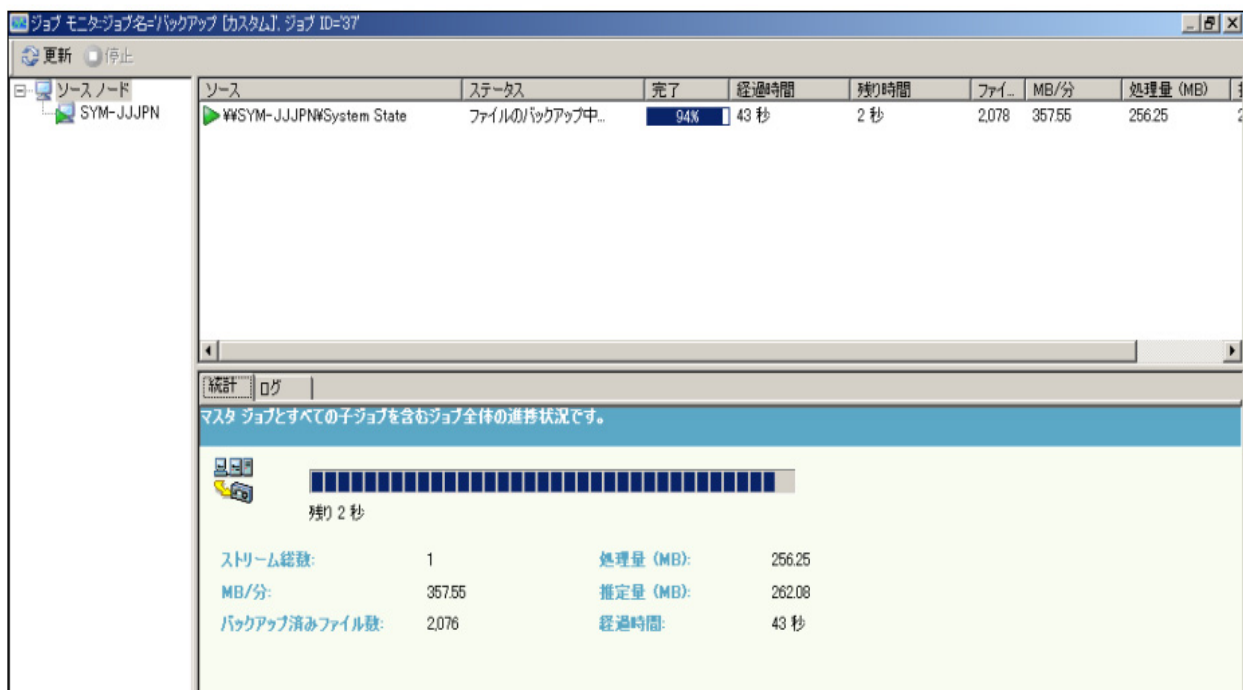 ジョブ モニタ:ジョブ名='バックアップ [カスタム]', ジョブ ID='37'
更新 停止
ソース ノード
SYM-JJJPN
ソース ステータス 完了 経過時間 残り時間 ファイ... MB/分 処理量 (MB)
¥¥SYM-JJJPN¥System State ファイルのバックアップ中... 94% 43 秒 2 秒 2,078 357.55 256.25
統計 ログ
マスタ ジョブとすべての子ジョブを含むジョブ全体の進捗状況です。
残り 2 秒
ストリーム総数: 1 処理量 (MB): 256.25
MB/分: 357.55 推定量 (MB): 262.08
バックアップ済みファイル数: 2,076 経過時間: 43 秒